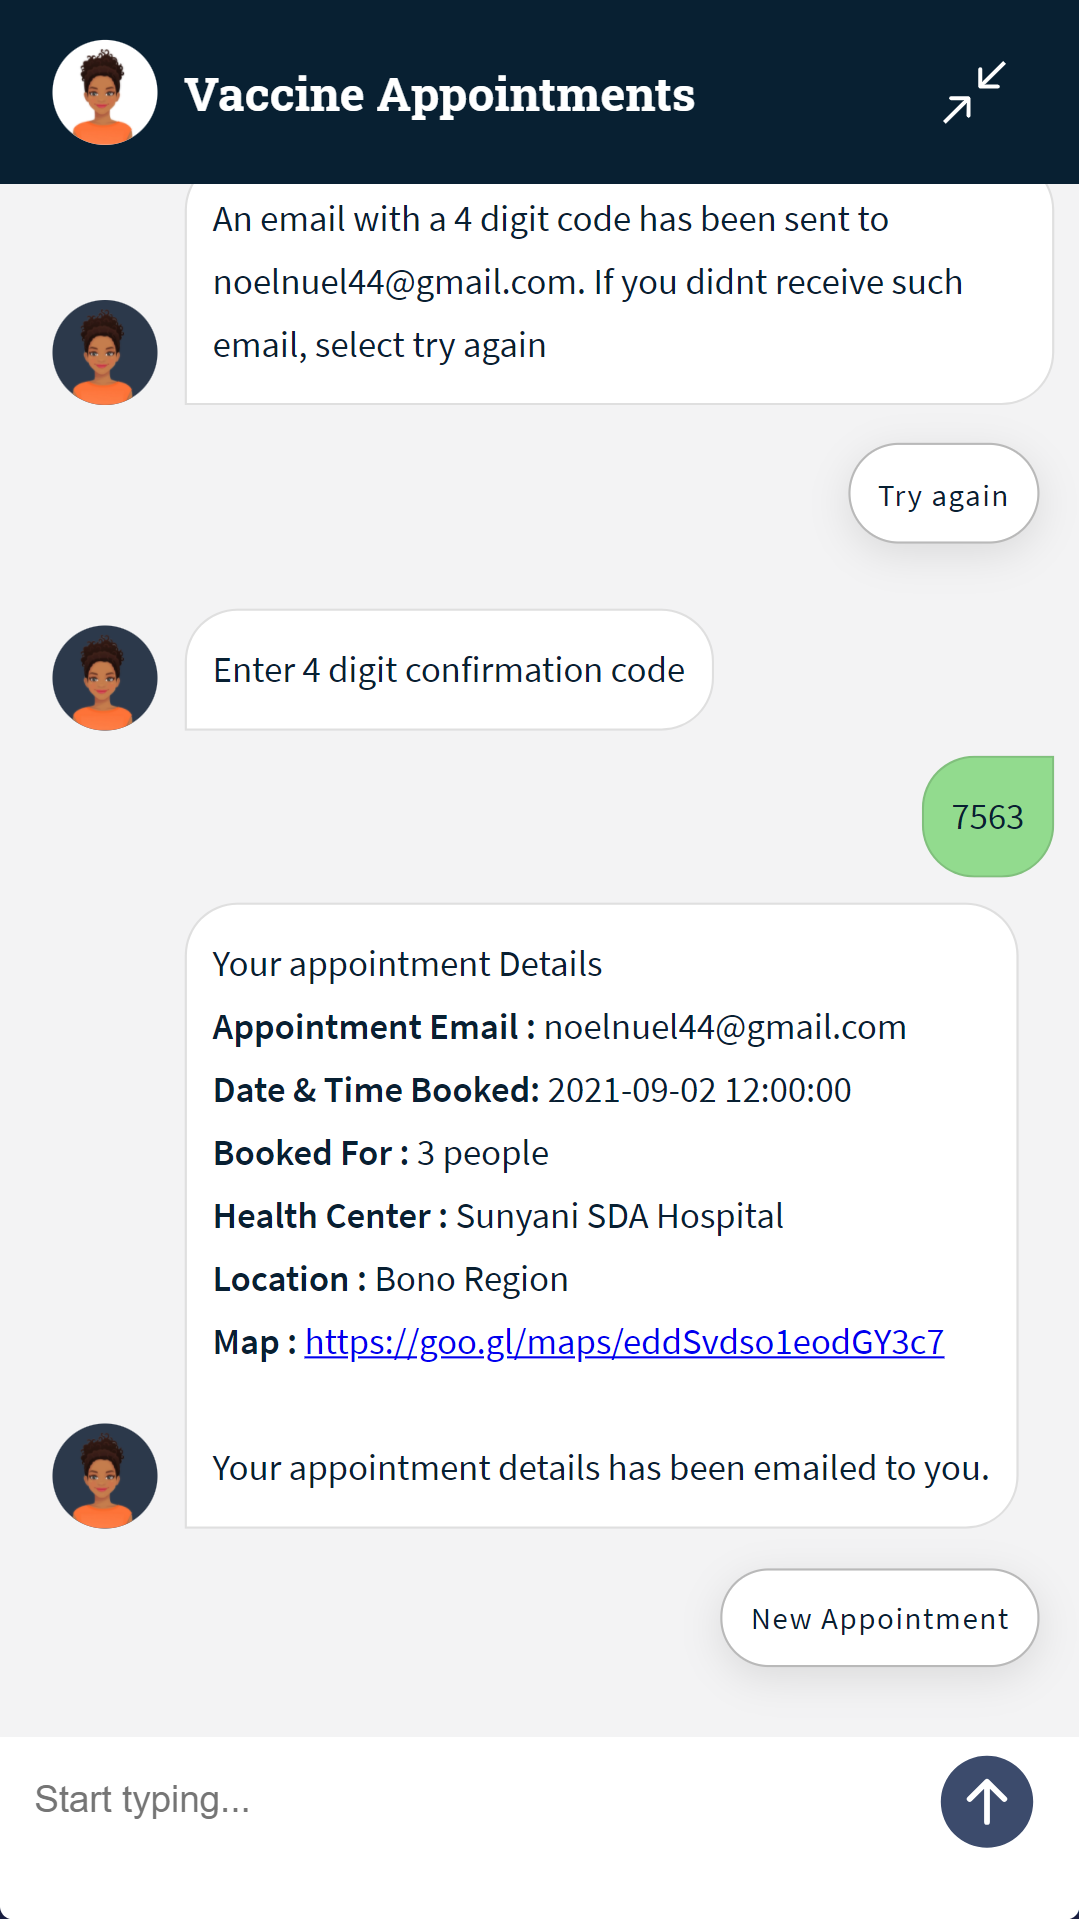 Vaccine Appointments
An email with a 4 digit code has been sent to
noelnuel44@gmail.com. If you didnt receive such
email, select try again
Try again
Enter 4 digit confirmation code
7563
Your appointment Details
Appointment Email : noelnuel44@gmail.com
Date & Time Booked: 2021-09-02 12:00:00
Booked For : 3 people
Health Center : Sunyani SDA Hospital
Location : Bono Region
Map : https://goo.gl/maps/eddSvdso1eodGY3c7
Your appointment details has been emailed to you.
New Appointment
Start typing...